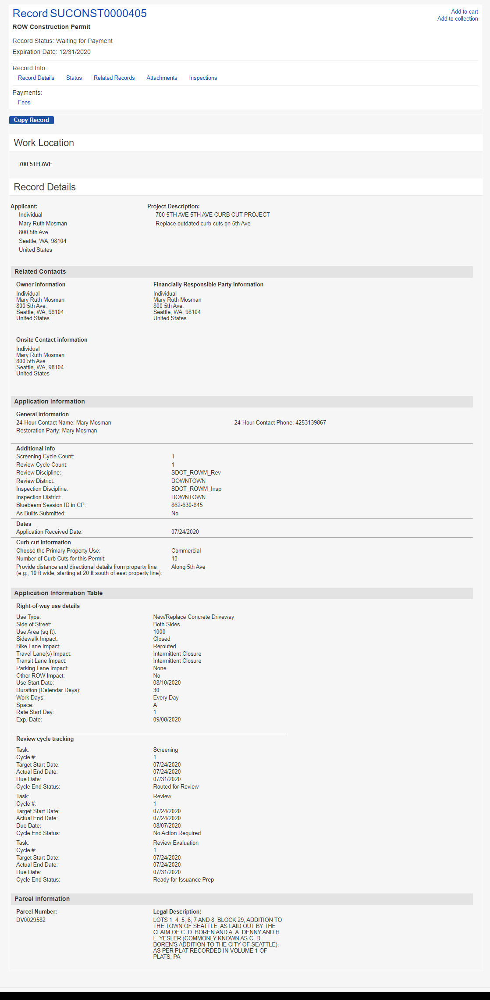 Record SUCONST0000405
Add to cart
Add to collection
ROW Construction Permit
Record Status: Waiting for Payment
Expiration Date: 12/31/2020
Record Info:
Record Details Status Related Records Attachments Inspections
Payments:
Fees
Copy Record
Work Location
700 5TH AVE
Record Details
Applicant:
Individual
Mary Ruth Mosman
800 5th Ave.
Seattle, WA, 98104
United States
Project Description:
700 5TH AVE 5TH AVE CURB CUT PROJECT
Replace outdated curb cuts on 5th Ave
Related Contacts
Owner information
Individual
Mary Ruth Mosman
800 5th Ave.
Seattle, WA, 98104
United States
Financially Responsible Party information
Individual
Mary Ruth Mosman
800 5th Ave.
Seattle, WA, 98104
United States
Onsite Contact information
Individual
Mary Ruth Mosman
800 5th Ave.
Seattle, WA, 98104
United States
Application Information
General information
24-Hour Contact Name: Mary Mosman 24-Hour Contact Phone: 4253139867
Restoration Party: Mary Mosman
Additional info
Screening Cycle Count: 1
Review Cycle Count: 1
Review Discipline: SDOT_ROWM_Rev
Review District: DOWNTOWN
Inspection Discipline: SDOT_ROWM_Insp
Inspection District: DOWNTOWN
Bluebeam Session ID in CP: 862-630-845
As Builts Submitted: No
Dates
Application Received Date: 07/24/2020
Curb cut information
Choose the Primary Property Use: Commercial
Number of Curb Cuts for this Permit: 10
Provide distance and directional details from property line Along 5th Ave
(e.g., 10 ft wide, starting at 20 ft south of east property line):
Application Information Table
Right-of-way use details
Use Type: New/Replace Concrete Driveway
Side of Street: Both Sides
Use Area (sq ft): 1000
Sidewalk Impact: Closed
Bike Lane Impact: Rerouted
Travel Lane(s) Impact: Intermittent Closure
Transit Lane Impact: Intermittent Closure
Parking Lane Impact: None
Other ROW Impact: No
Use Start Date: 08/10/2020
Duration (Calendar Days): 30
Work Days: Every Day
Space: A
Rate Start Day: 1
Exp. Date: 09/08/2020
Review cycle tracking
Task: Screening
Cycle #: 1
Target Start Date: 07/24/2020
Actual End Date: 07/24/2020
Due Date: 07/31/2020
Cycle End Status: Routed for Review
Task: Review
Cycle #: 1
Target Start Date: 07/24/2020
Actual End Date: 07/24/2020
Due Date: 08/07/2020
Cycle End Status: No Action Required
Task: Review Evaluation
Cycle #: 1
Target Start Date: 07/24/2020
Actual End Date: 07/24/2020
Due Date: 07/31/2020
Cycle End Status: Ready for Issuance Prep
Parcel Information
Parcel Number:
DV0029582
Legal Description:
LOTS 1, 4, 5, 6, 7 AND 8, BLOCK 29, ADDITION TO
THE TOWN OF SEATTLE, AS LAID OUT BY THE
CLAIM OF C. D. BOREN AND A. A. DENNY AND H.
L. YESLER (COMMONLY KNOWN AS C. D.
BOREN'S ADDITION TO THE CITY OF SEATTLE),
AS PER PLAT RECORDED IN VOLUME 1 OF
PLATS, PA